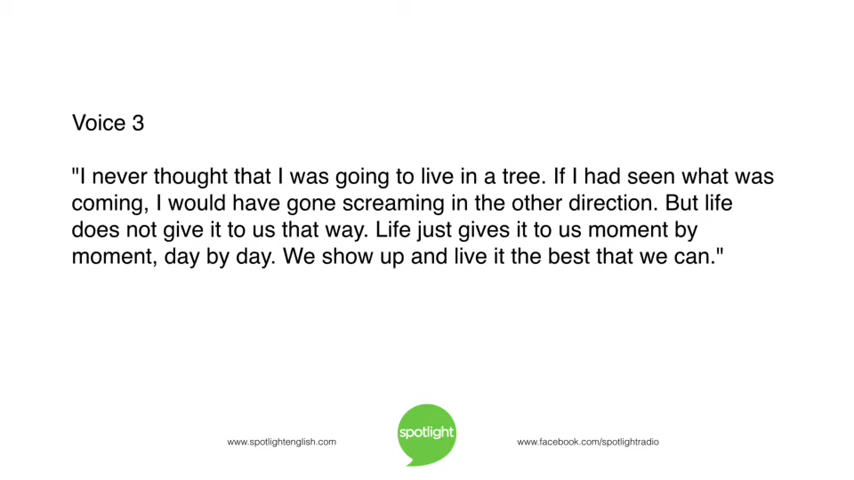 Voice 3
"I never thought that I was going to live in a tree. If I had seen what was
coming, I would have gone screaming in the other direction. But life
does not give it to us that way. Life just gives it to us moment by
moment, day by day. We show up and live it the best that we can."
spotlight
www.spotlightenglish.com
www.facebook.com/spotlightradio